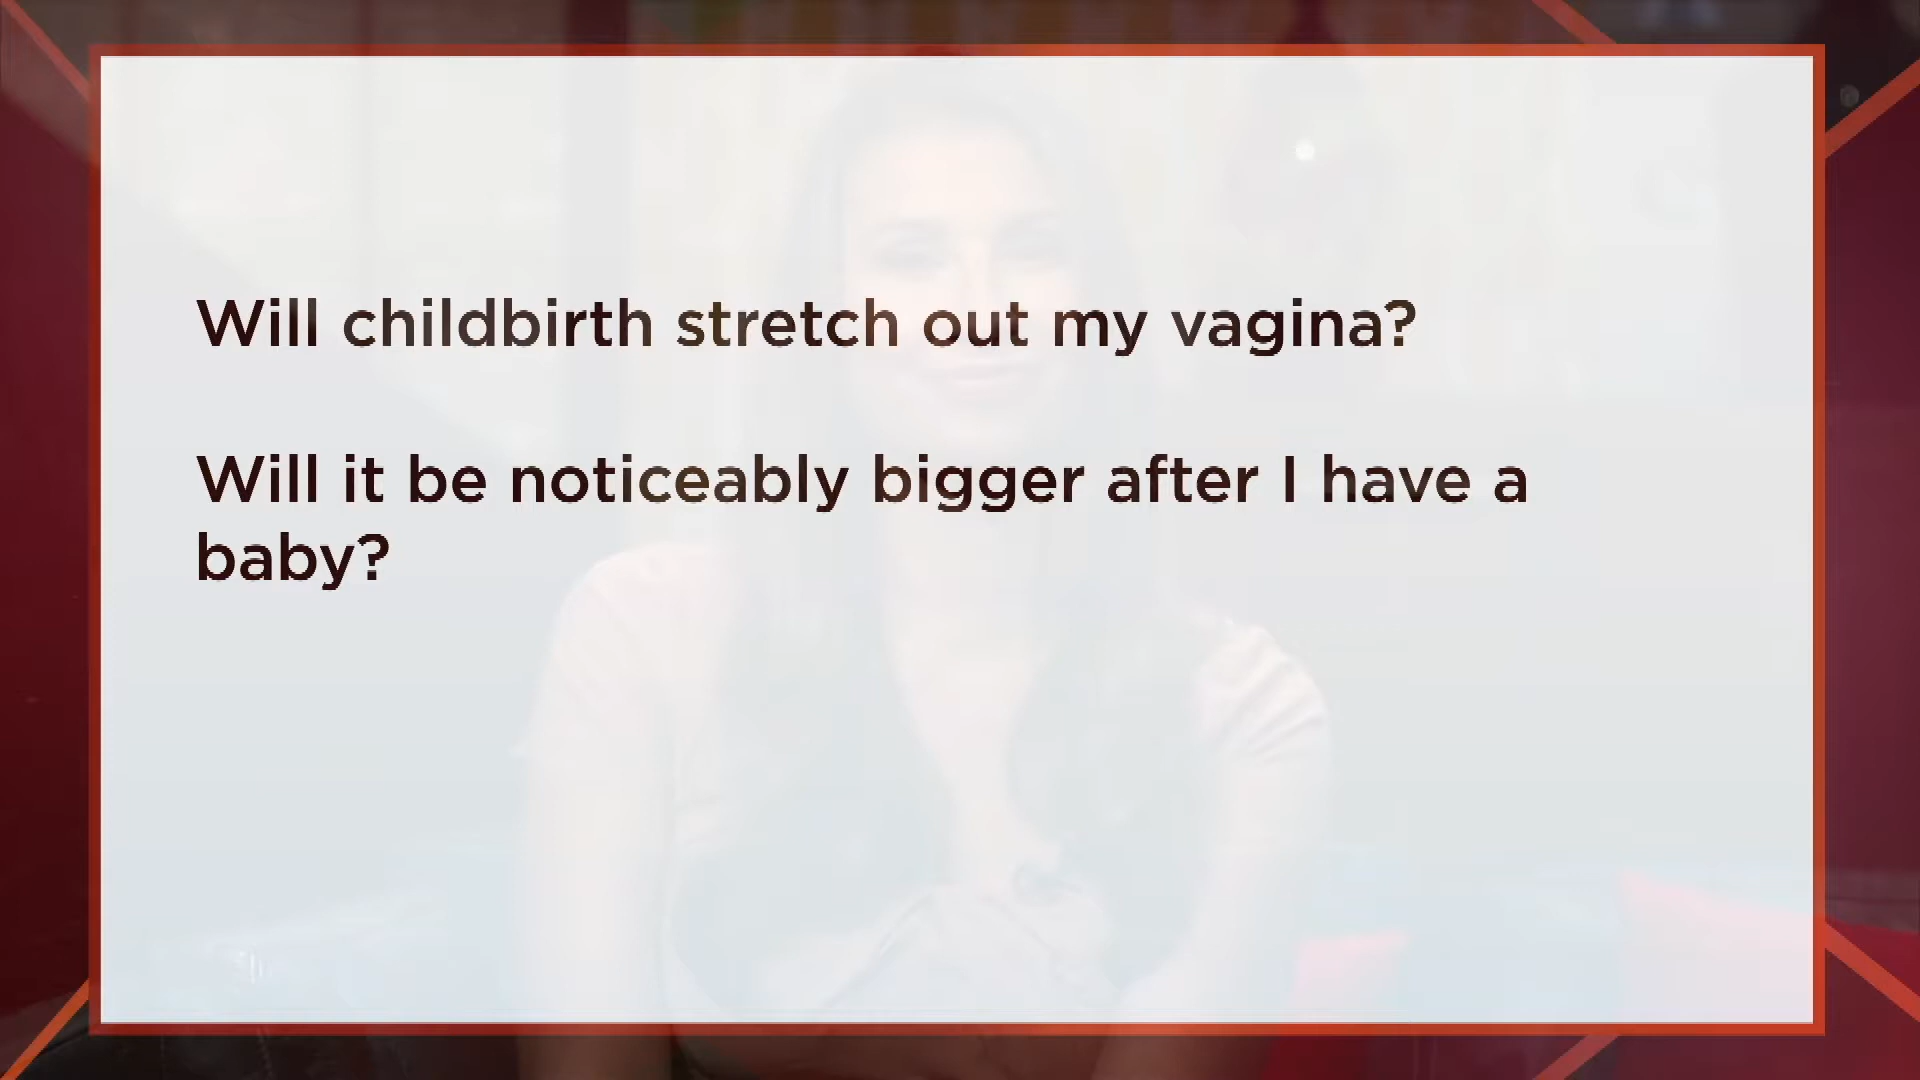 Will childbirth stretch out my vagina?
Will it be noticeably bigger after I have a
baby?